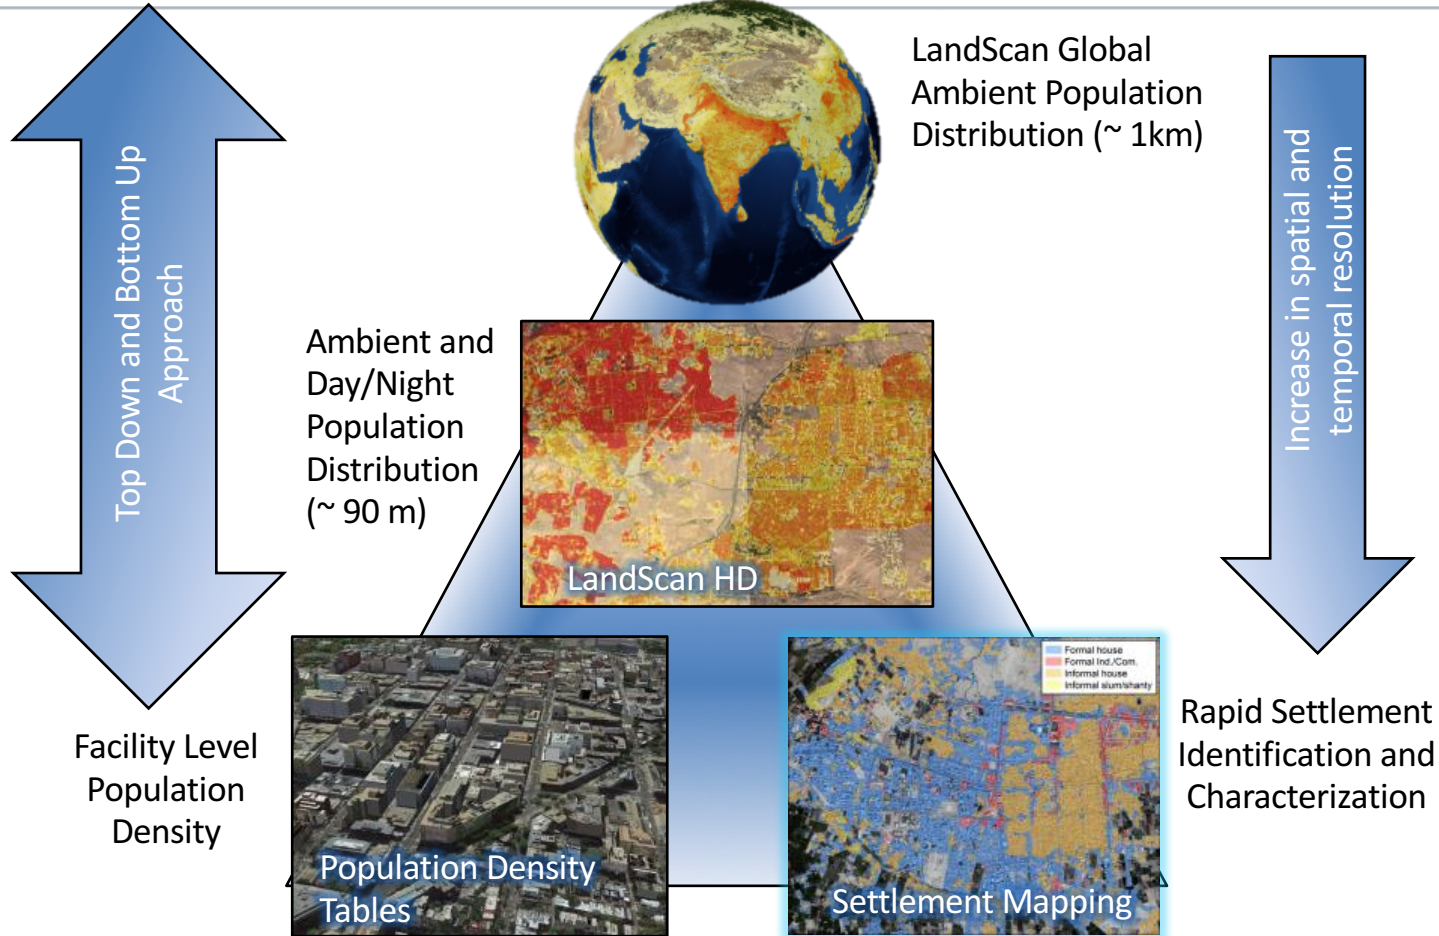 LandScan Global
Ambient Population
Distribution (~ 1km)
Top Down and Bottom Up
Approach
Increase in spatial and
temporal resolution
Ambient and
Day/Night
Population
Distribution
(~ 90 m)
LandScan HD
Formal house
Formal Ind./Com.
Informal house
Informal slum/shanty
Facility Level
Population
Density
Rapid Settlement
Identification and
Characterization
Population Density
Tables
Settlement Mapping